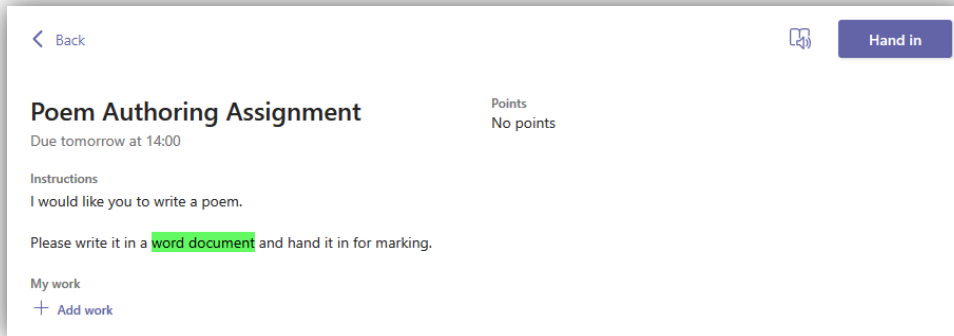 Back
Hand in
Poem Authoring Assignment
Due tomorrow at 14:00
Points
No points
Instructions
I would like you to write a poem.
Please write it in a word document and hand it in for marking.
My work
Add work